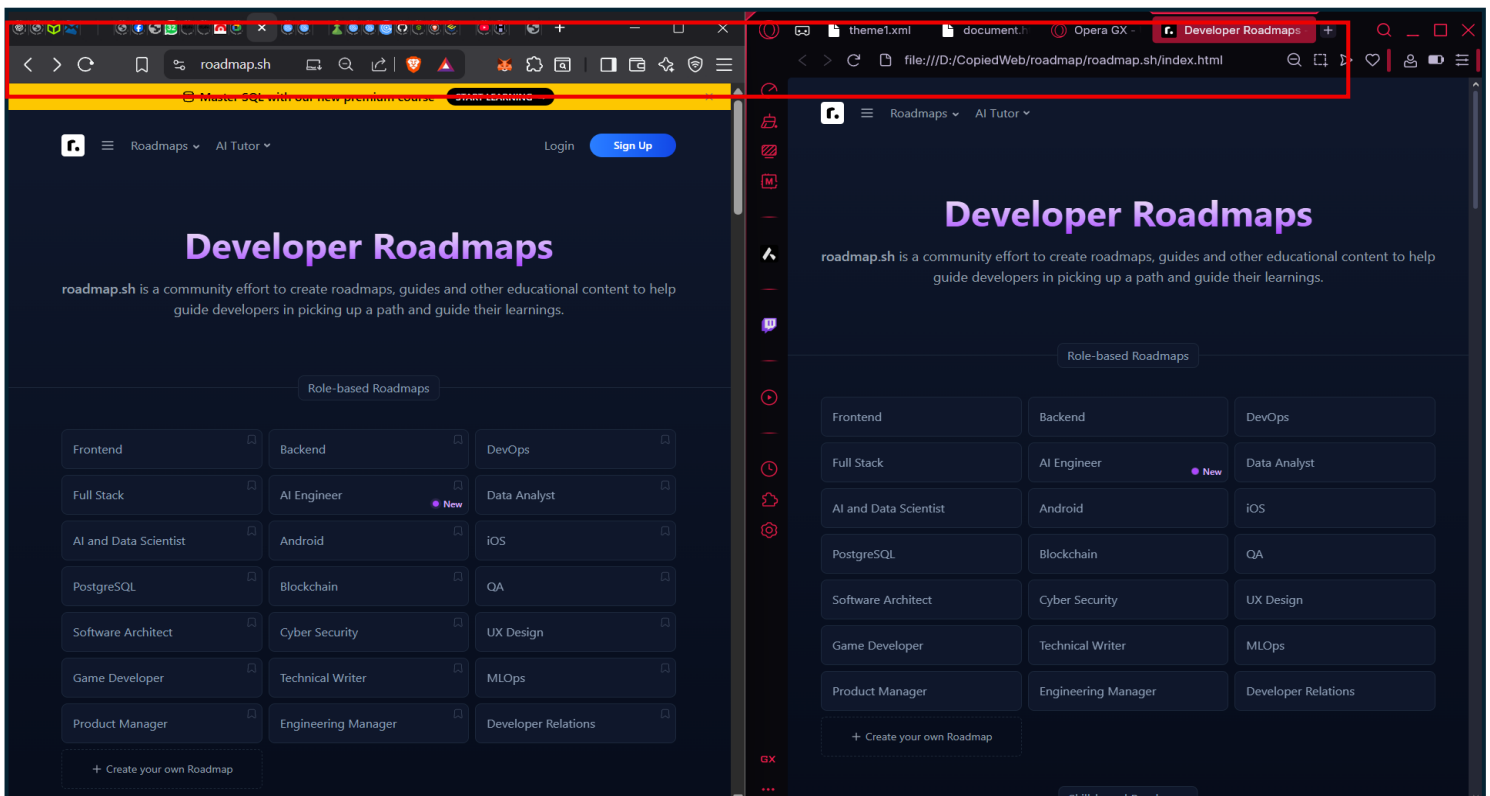 roadmap.sh
Master SQL with our new premium course START LEARNING
Roadmaps AI Tutor Login Sign Up
Developer Roadmaps
roadmap.sh is a community effort to create roadmaps, guides and other educational content to help
guide developers in picking up a path and guide their learnings.
Role-based Roadmaps
Frontend Backend DevOps
Full Stack AI Engineer New Data Analyst
AI and Data Scientist Android iOS
PostgreSQL Blockchain QA
Software Architect Cyber Security UX Design
Game Developer Technical Writer MLOps
Product Manager Engineering Manager Developer Relations
+ Create your own Roadmap
theme1.xml document.h Opera GX - Developer Roadmaps -
file:///D:/CopiedWeb/roadmap/roadmap.sh/index.html
M
GX
Roadmaps AI Tutor
Developer Roadmaps
roadmap.sh is a community effort to create roadmaps, guides and other educational content to help
guide developers in picking up a path and guide their learnings.
Role-based Roadmaps
Frontend Backend DevOps
Full Stack AI Engineer New Data Analyst
AI and Data Scientist Android iOS
PostgreSQL Blockchain QA
Software Architect Cyber Security UX Design
Game Developer Technical Writer MLOps
Product Manager Engineering Manager Developer Relations
+ Create your own Roadmap